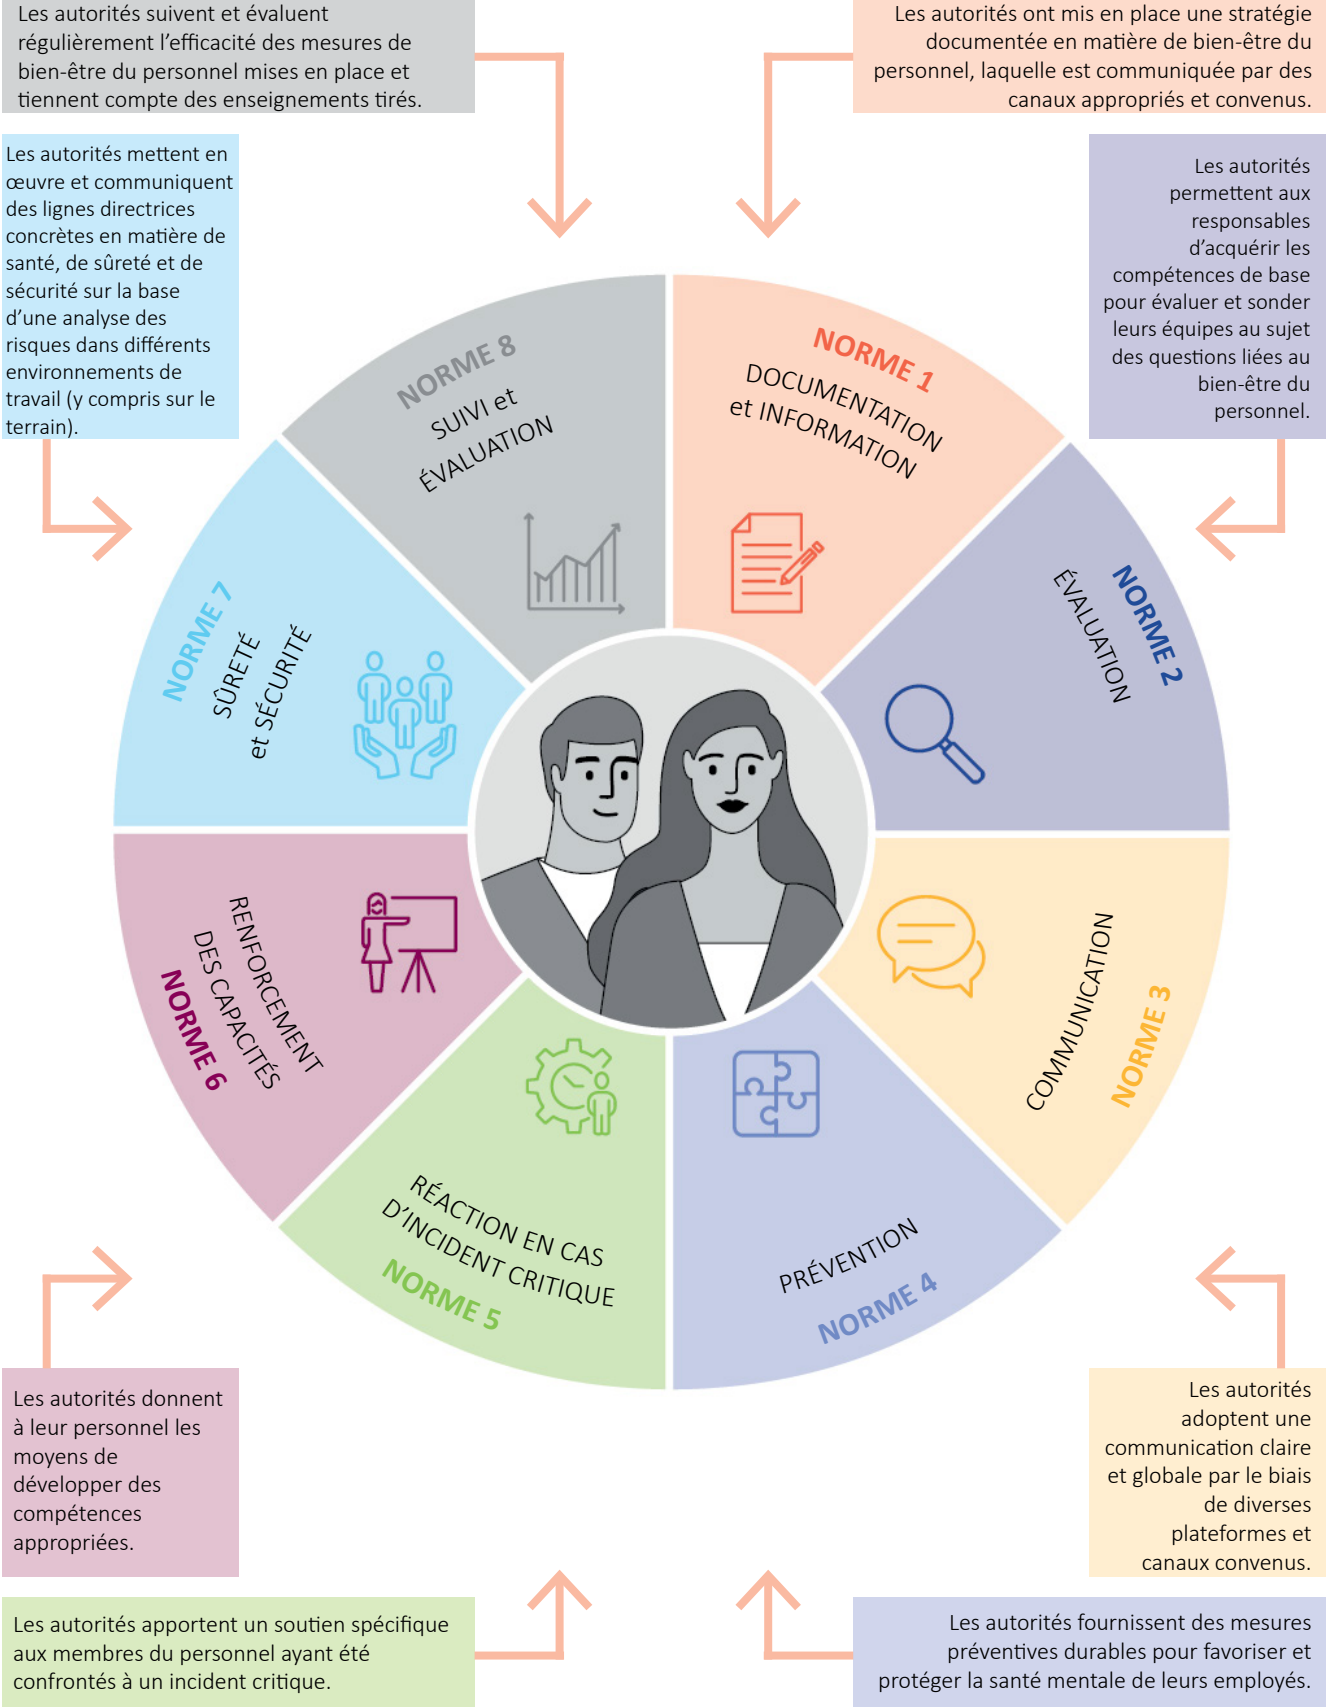 Les autorités suivent et évaluent
régulièrement l’efficacité des mesures de
bien-être du personnel mises en place et
tiennent compte des enseignements tirés.
Les autorités ont mis en place une stratégie
documentée en matière de bien-être du
personnel, laquelle est communiquée par des
canaux appropriés et convenus.
Les autorités mettent en
œuvre et communiquent
des lignes directrices
concrètes en matière de
santé, de sûreté et de
sécurité sur la base
d’une analyse des
risques dans différents
environnements de
travail (y compris sur le
terrain).
Les autorités
permettent aux
responsables
d’acquérir les
compétences de base
pour évaluer et sonder
leurs équipes au sujet
des questions liées au
bien-être du
personnel.
NORME 8
SUIVI et
ÉVALUATION
NORME 1
DOCUMENTATION
et INFORMATION
NORME 2
ÉVALUATION
NORME 7
SÛRETÉ
et SÉCURITÉ
COMMUNICATION
NORME 3
RENFORCEMENT
DES CAPACITÉS
NORME 6
RÉACTION EN CAS
D’INCIDENT CRITIQUE
NORME 5
PRÉVENTION
NORME 4
Les autorités donnent
à leur personnel les
moyens de
développer des
compétences
appropriées.
Les autorités
adoptent une
communication claire
et globale par le biais
de diverses
plateformes et
canaux convenus.
Les autorités apportent un soutien spécifique
aux membres du personnel ayant été
confrontés à un incident critique.
Les autorités fournissent des mesures
préventives durables pour favoriser et
protéger la santé mentale de leurs employés.